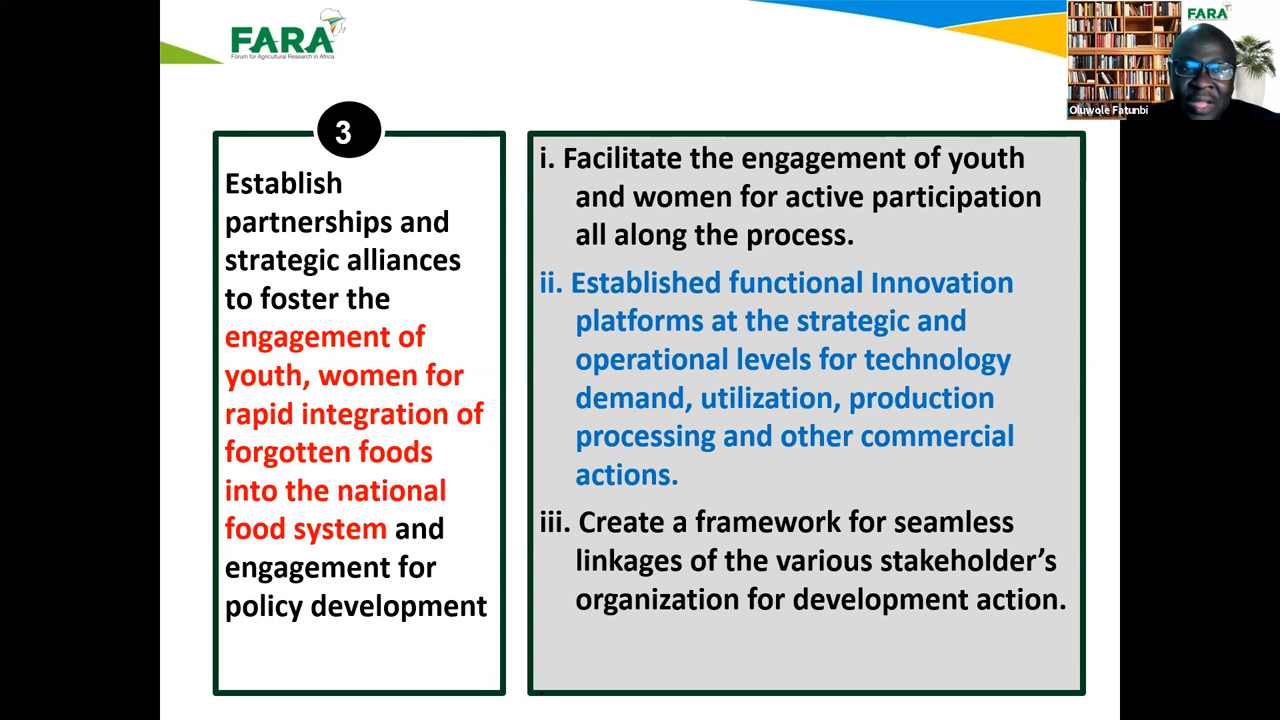 FARA
Forum for Agricultural Research in Africa
FARA
Oluwole Fatunbi
3
Establish
partnerships and
strategic alliances
to foster the
engagement of
youth, women for
rapid integration of
forgotten foods
into the national
food system and
engagement for
policy development
i. Facilitate the engagement of youth
and women for active participation
all along the process.
ii. Established functional Innovation
platforms at the strategic and
operational levels for technology
demand, utilization, production
processing and other commercial
actions.
iii. Create a framework for seamless
linkages of the various stakeholder’s
organization for development action.